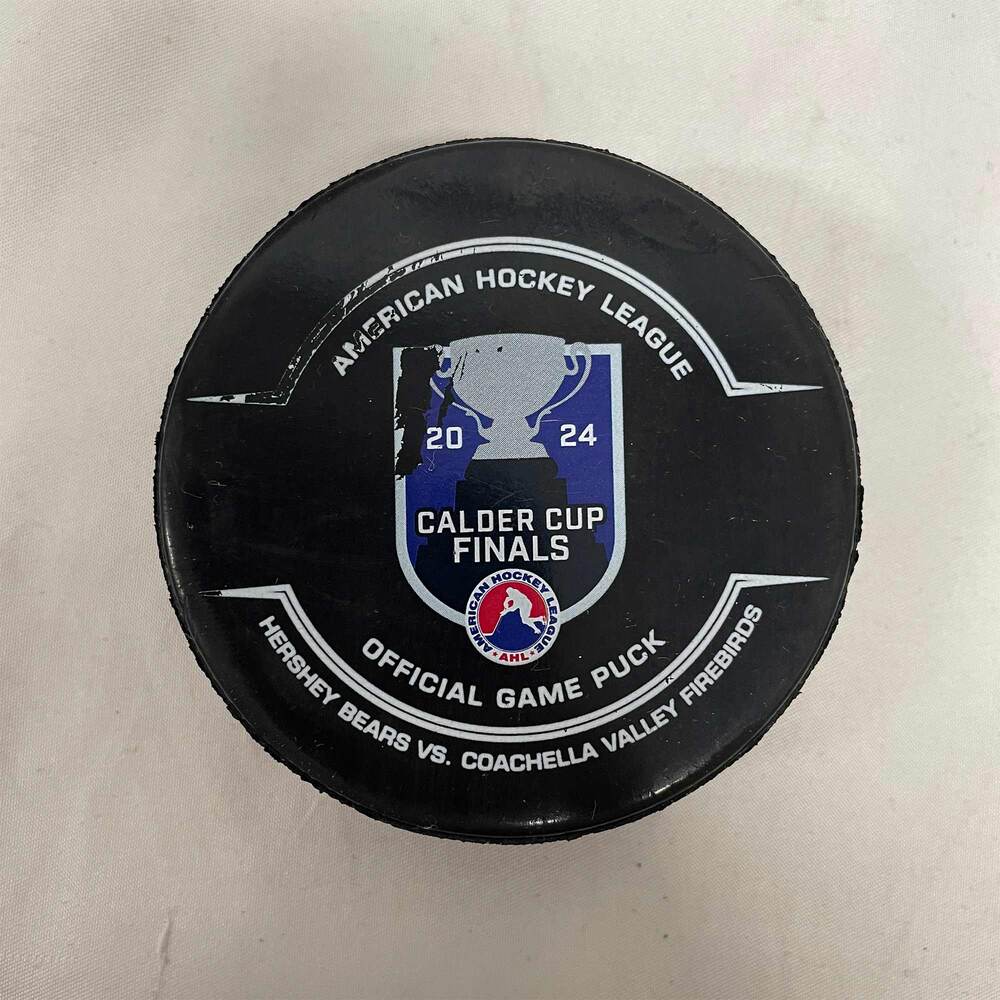 AMERICAN HOCKEY LEAGUE
20 24
CALDER CUP
FINALS
AMERICAN HOCKEY LEAGUE
★AHL★
OFFICIAL GAME PUCK
HERSHEY BEARS VS. COACHELLA VALLEY FIREBIRDS